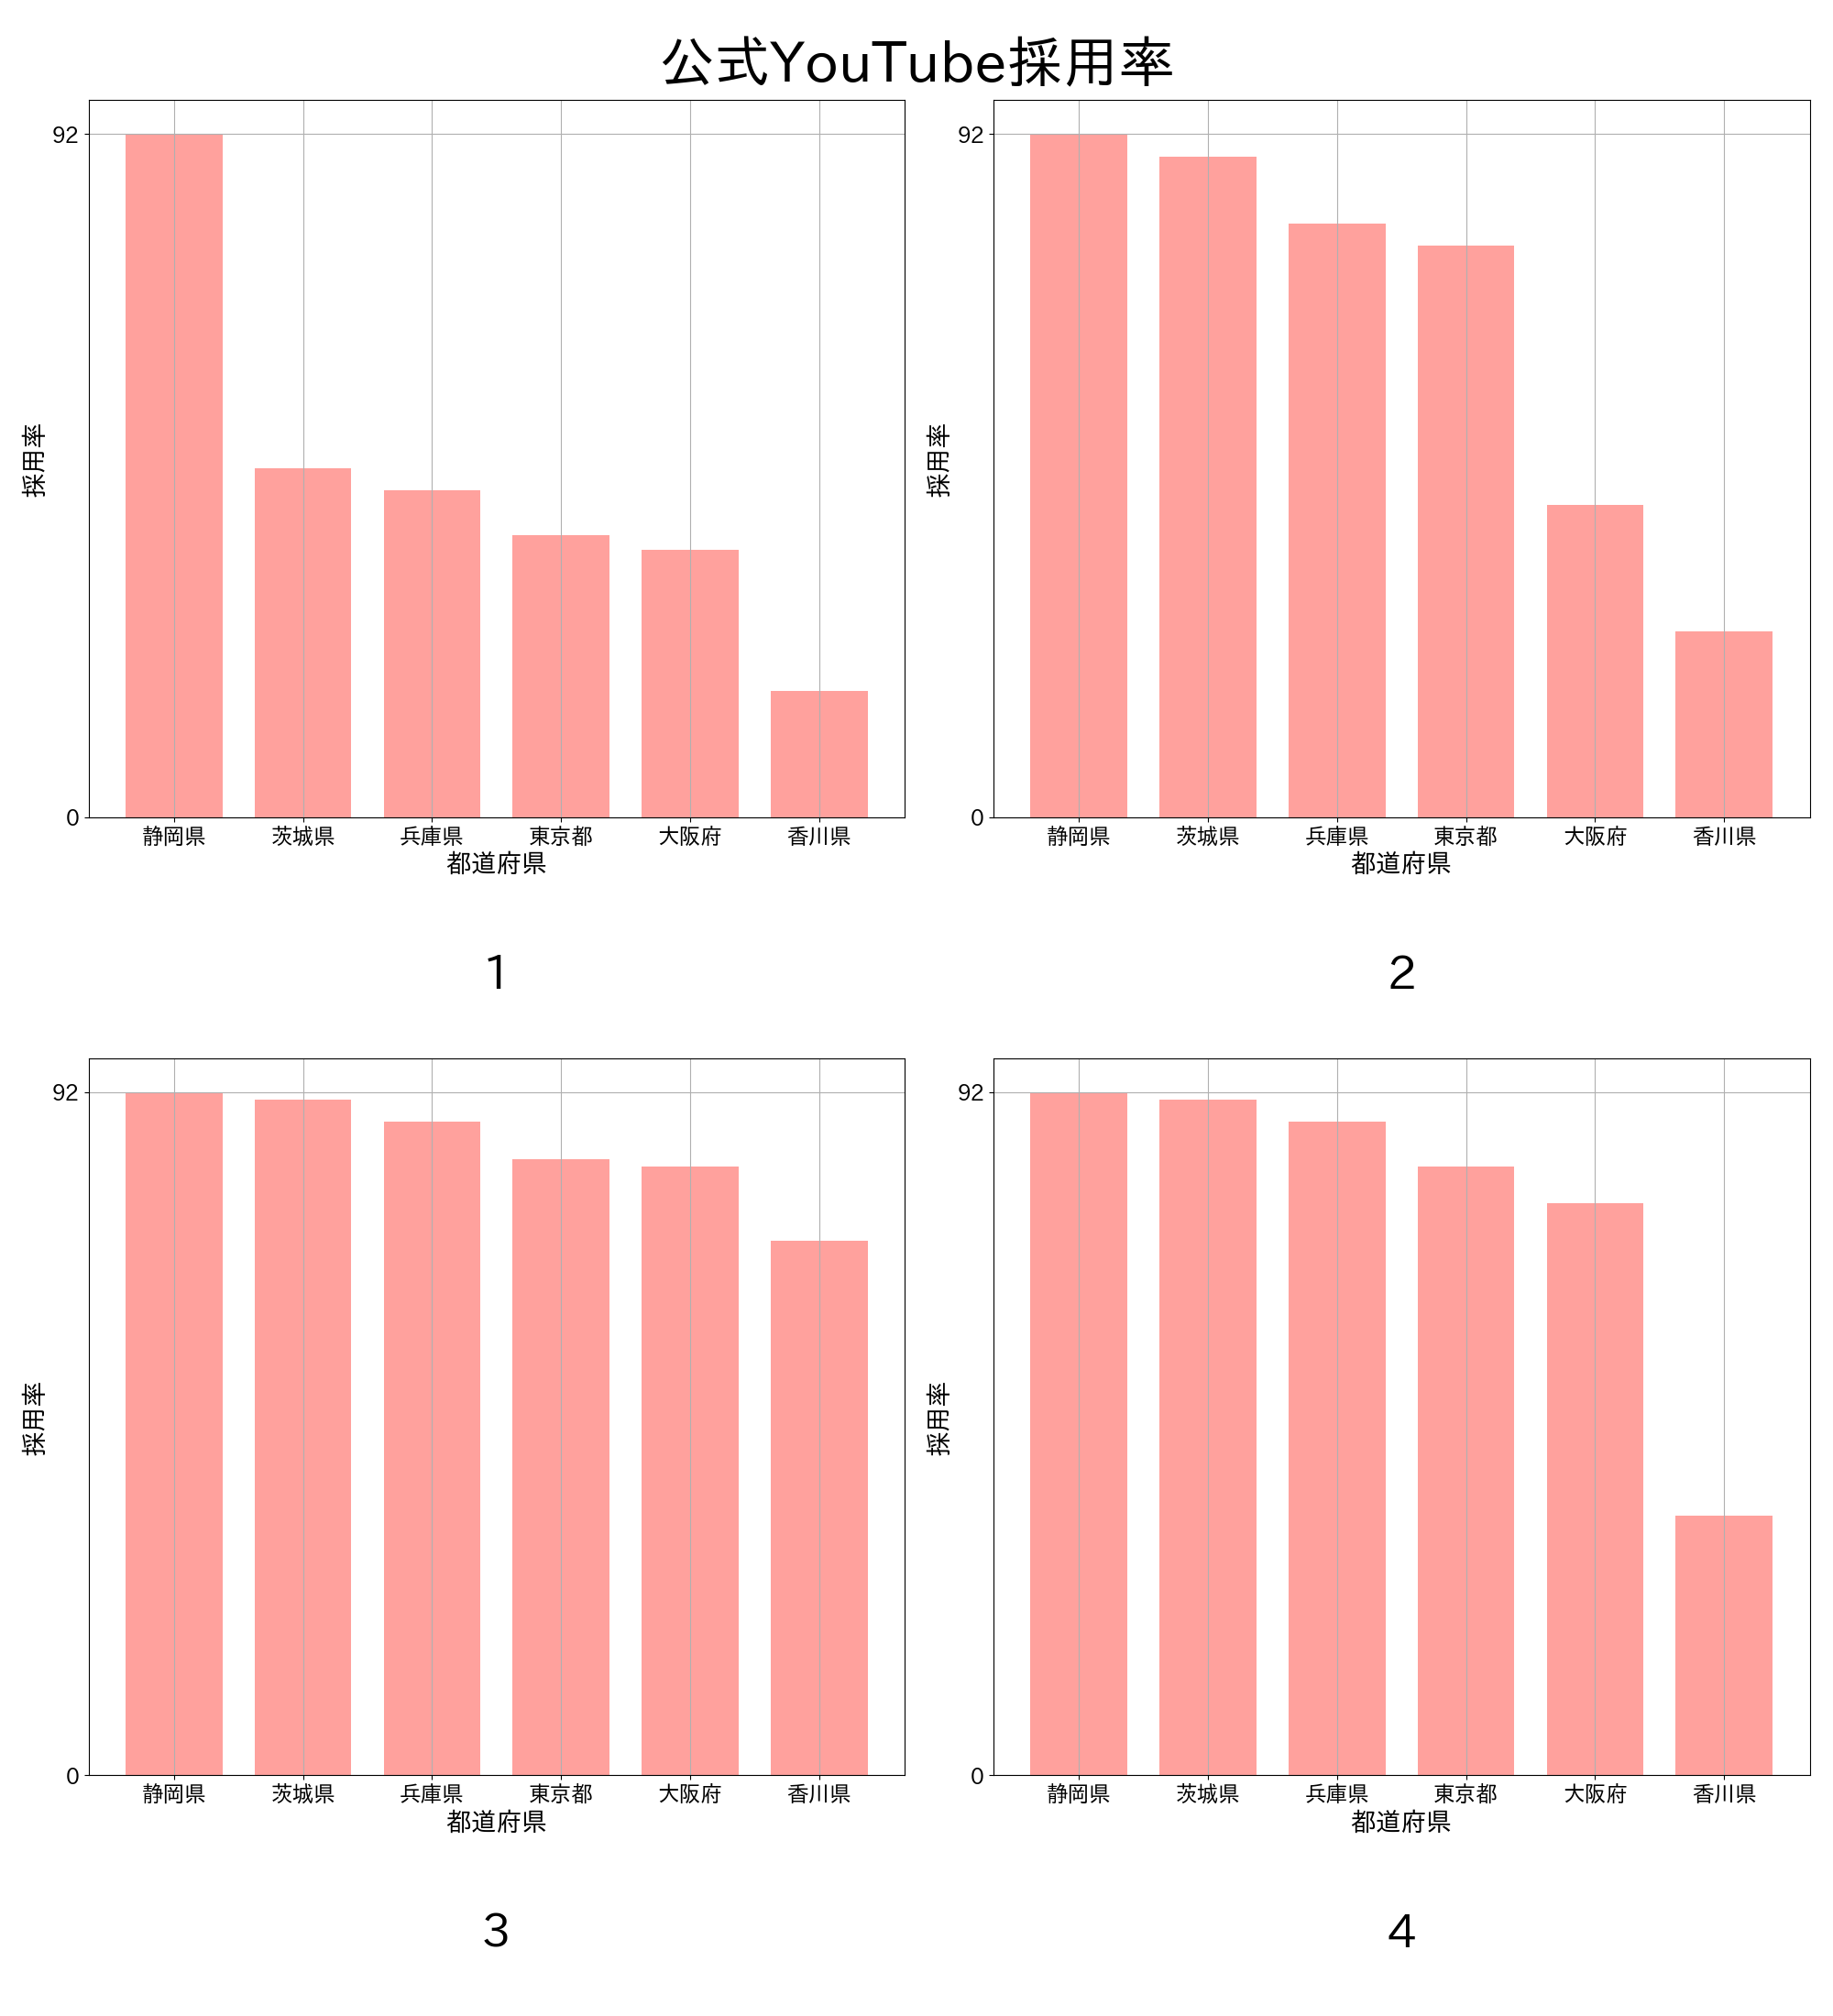 公式YouTube採用率
92
採用率
0
静岡県 茨城県 兵庫県 東京都 大阪府 香川県
都道府県
1
92
採用率
0
静岡県 茨城県 兵庫県 東京都 大阪府 香川県
都道府県
2
92
採用率
0
静岡県 茨城県 兵庫県 東京都 大阪府 香川県
都道府県
3
92
採用率
0
静岡県 茨城県 兵庫県 東京都 大阪府 香川県
都道府県
4